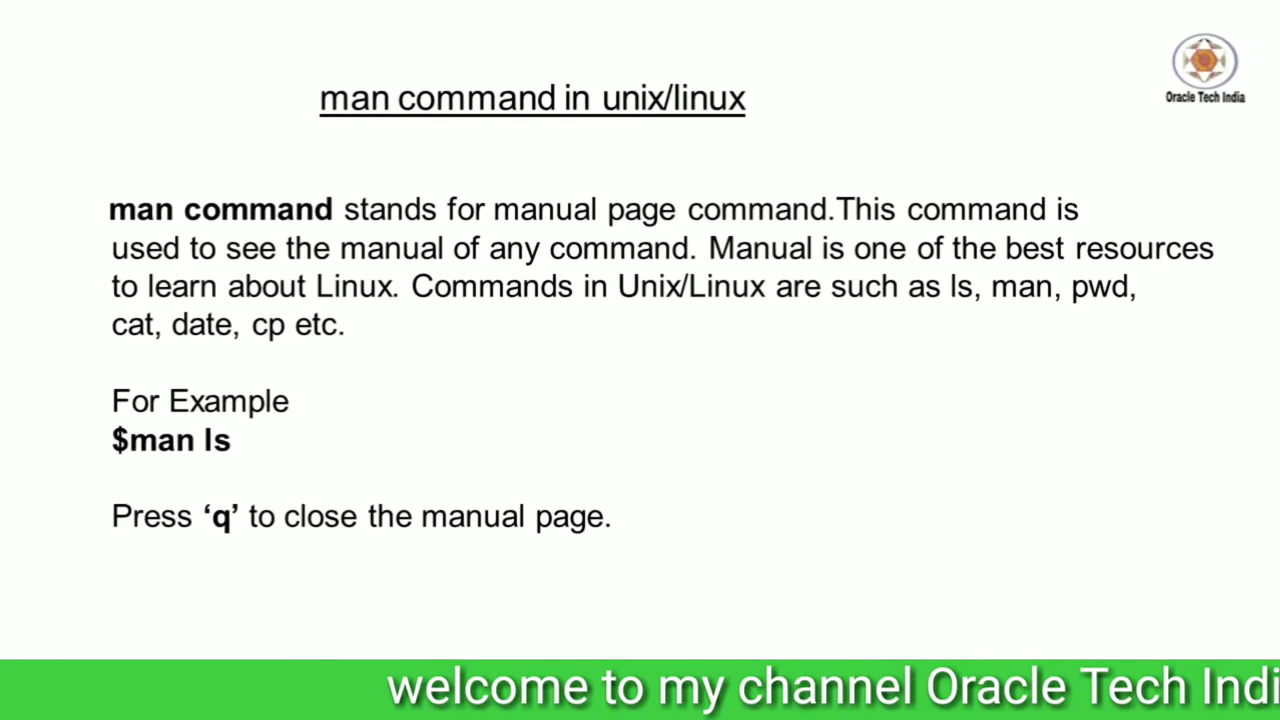 Oracle Tech India
man command in unix/linux
man command stands for manual page command.This command is
used to see the manual of any command. Manual is one of the best resources
to learn about Linux. Commands in Unix/Linux are such as ls, man, pwd,
cat, date, cp etc.
For Example
$man ls
Press ‘q’ to close the manual page.
welcome to my channel Oracle Tech Indi